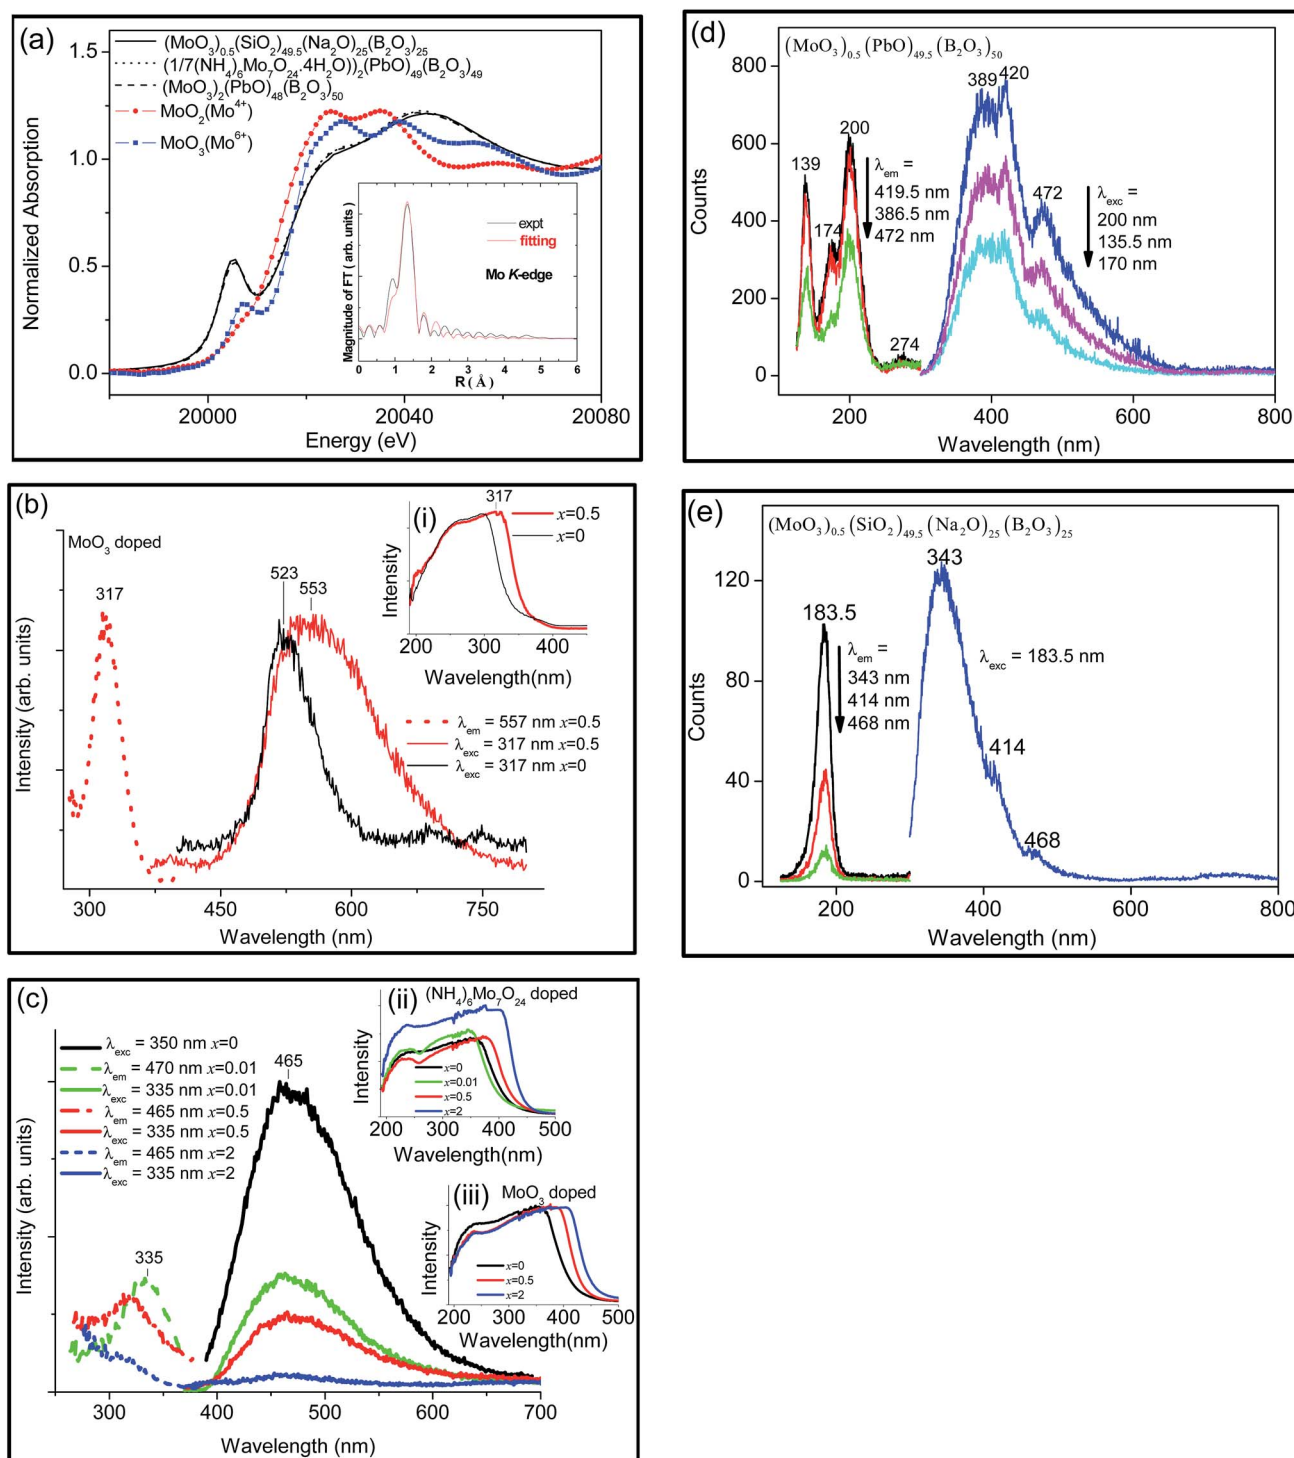 (a)
(MoO3)0.5(SiO2)49.5(Na2O)25(B2O3)25
(1/7(NH4)6Mo7O24.4H2O))2(PbO)49(B2O3)49
(MoO3)2(PbO)48(B2O3)50
MoO2(Mo4+)
MoO3(Mo6+)
1.5
1.0
0.5
0.0
Normalized Absorption
20000 20040 20080
Energy (eV)
expt
fitting
Mo K-edge
Magnitude of FT (arb. units)
0 1 2 3 4 5 6
R(Å)
(d)
(MoO3)0.5(PbO)49.5(B2O3)50
800
600
400
200
0
Counts
139
174
200
274
λem =
419.5 nm
386.5 nm
472 nm
389
420
472
λexc =
200 nm
135.5 nm
170 nm
200 400 600 800
Wavelength (nm)
(b)
MoO3 doped
317
523
553
Intensity (arb. units)
λem = 557 nm x=0.5
λexc = 317 nm x=0.5
λexc = 317 nm x=0
300 450 600 750
Wavelength (nm)
(i)
317
x=0.5
x=0
Intensity
200 300 400
Wavelength(nm)
(e)
(MoO3)0.5(SiO2)49.5(Na2O)25(B2O3)25
120
80
40
0
Counts
183.5
λem =
343 nm
414 nm
468 nm
343
λexc = 183.5 nm
414
468
200 400 600 800
Wavelength (nm)
(c)
λexc = 350 nm x=0
λem = 470 nm x=0.01
λexc = 335 nm x=0.01
λem = 465 nm x=0.5
λexc = 335 nm x=0.5
λem = 465 nm x=2
λexc = 335 nm x=2
465
335
Intensity (arb. units)
300 400 500 600 700
Wavelength (nm)
(ii)
(NH4)6Mo7O24 doped
Intensity
x=0
x=0.01
x=0.5
x=2
200 300 400 500
Wavelength(nm)
(iii)
MoO3 doped
Intensity
x=0
x=0.5
x=2
200 300 400 500
Wavelength(nm)